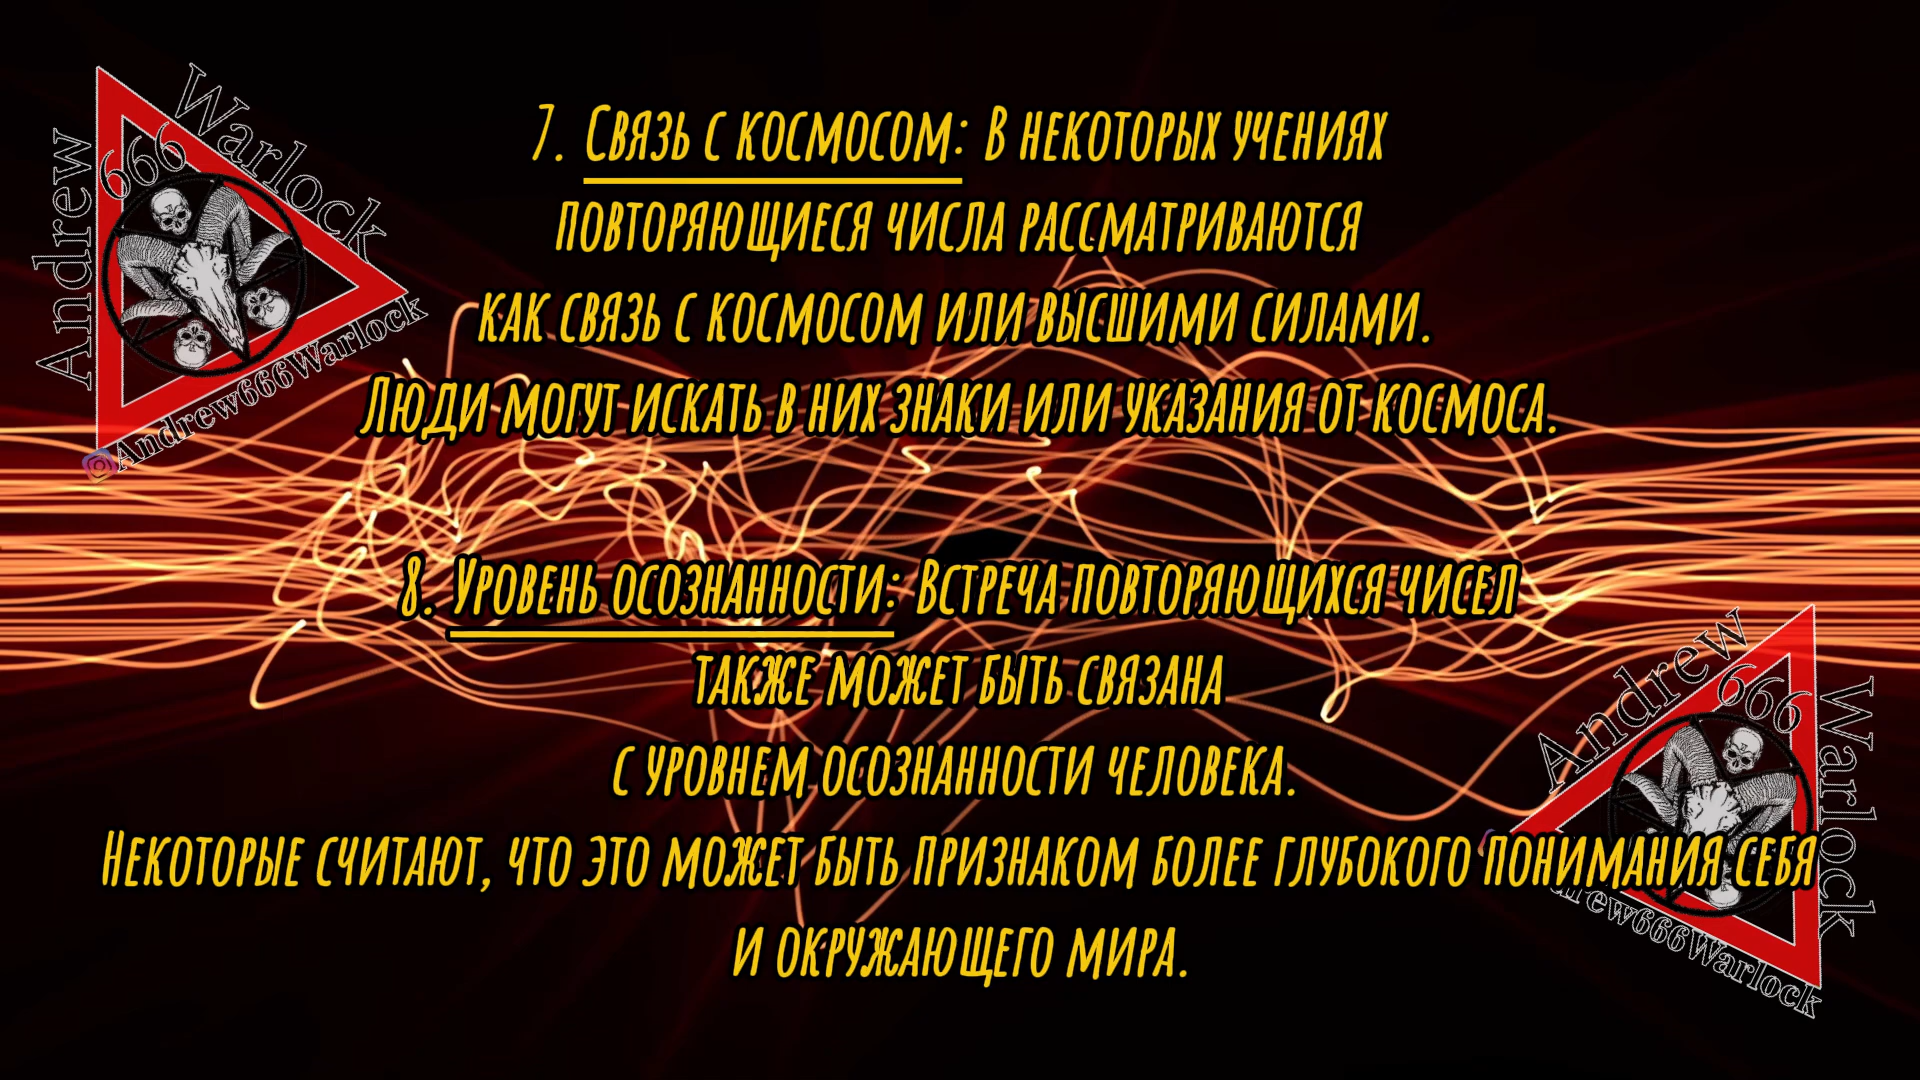 Andrew
666
Warlock
Andrew666Warlock
7. Связь с космосом: В некоторых учениях
повторяющиеся числа рассматриваются
как связь с космосом или высшими силами.
Люди могут искать в них знаки или указания от космоса.
8. Уровень осознанности: Встреча повторяющихся чисел
также может быть связана
с уровнем осознанности человека.
Некоторые считают, что это может быть признаком более глубокого понимания себя
и окружающего мира.
Andrew
666
Warlock